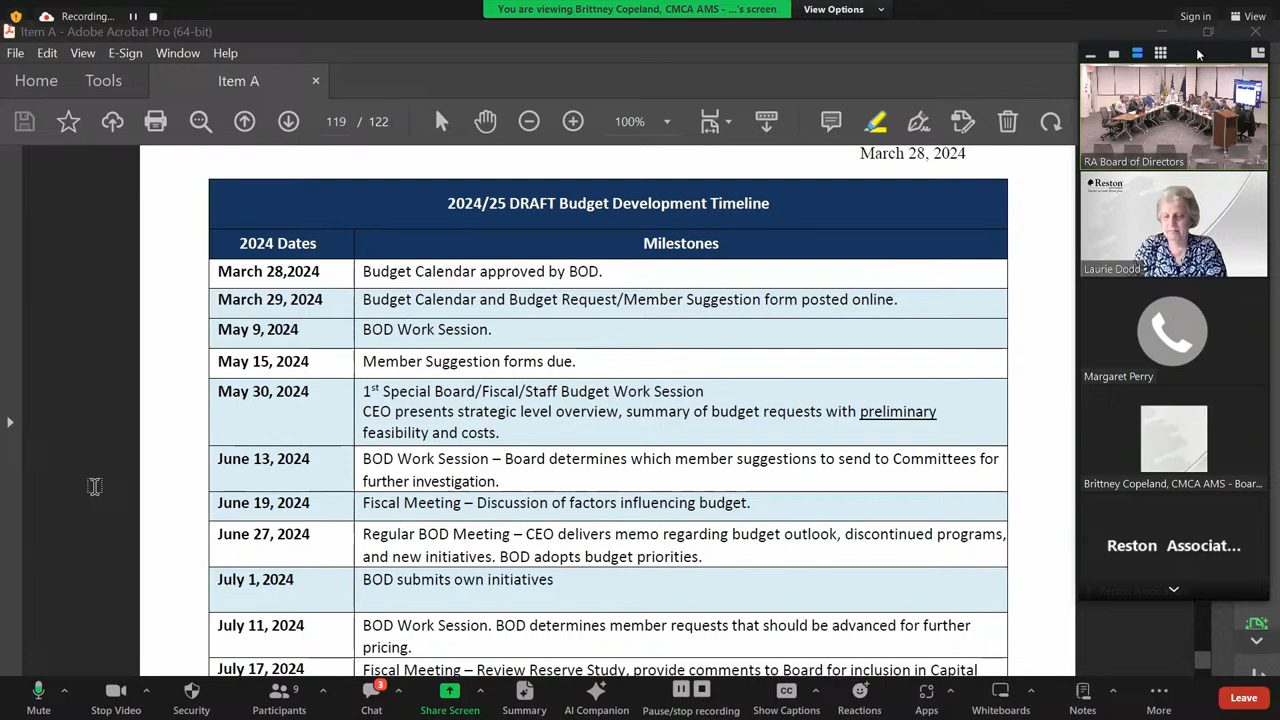 Recording...
You are viewing Brittney Copeland, CMCA AMS - ...'s screen
View Options
Sign in
View
Item A - Adobe Acrobat Pro (64-bit)
File Edit View E-Sign Window Help
Home Tools Item A
119 / 122
100%
March 28, 2024
2024/25 DRAFT Budget Development Timeline
2024 Dates Milestones
March 28,2024 Budget Calendar approved by BOD.
March 29, 2024 Budget Calendar and Budget Request/Member Suggestion form posted online.
May 9, 2024 BOD Work Session.
May 15, 2024 Member Suggestion forms due.
May 30, 2024 1st Special Board/Fiscal/Staff Budget Work Session
CEO presents strategic level overview, summary of budget requests with preliminary
feasibility and costs.
June 13, 2024 BOD Work Session – Board determines which member suggestions to send to Committees for
further investigation.
June 19, 2024 Fiscal Meeting – Discussion of factors influencing budget.
June 27, 2024 Regular BOD Meeting – CEO delivers memo regarding budget outlook, discontinued programs,
and new initiatives. BOD adopts budget priorities.
July 1, 2024 BOD submits own initiatives
July 11, 2024 BOD Work Session. BOD determines member requests that should be advanced for further
pricing.
July 17, 2024 Fiscal Meeting – Review Reserve Study, provide comments to Board for inclusion in Capital
RA Board of Directors
Reston
Laurie Dodd
Margaret Perry
Brittney Copeland, CMCA AMS - Boar...
Reston Associat...
Mute
Stop Video
Security
9
Participants
3
Chat
Share Screen
Summary
AI Companion
Pause/stop recording
CC
Show Captions
Reactions
Apps
Whiteboards
Notes
More
Leave